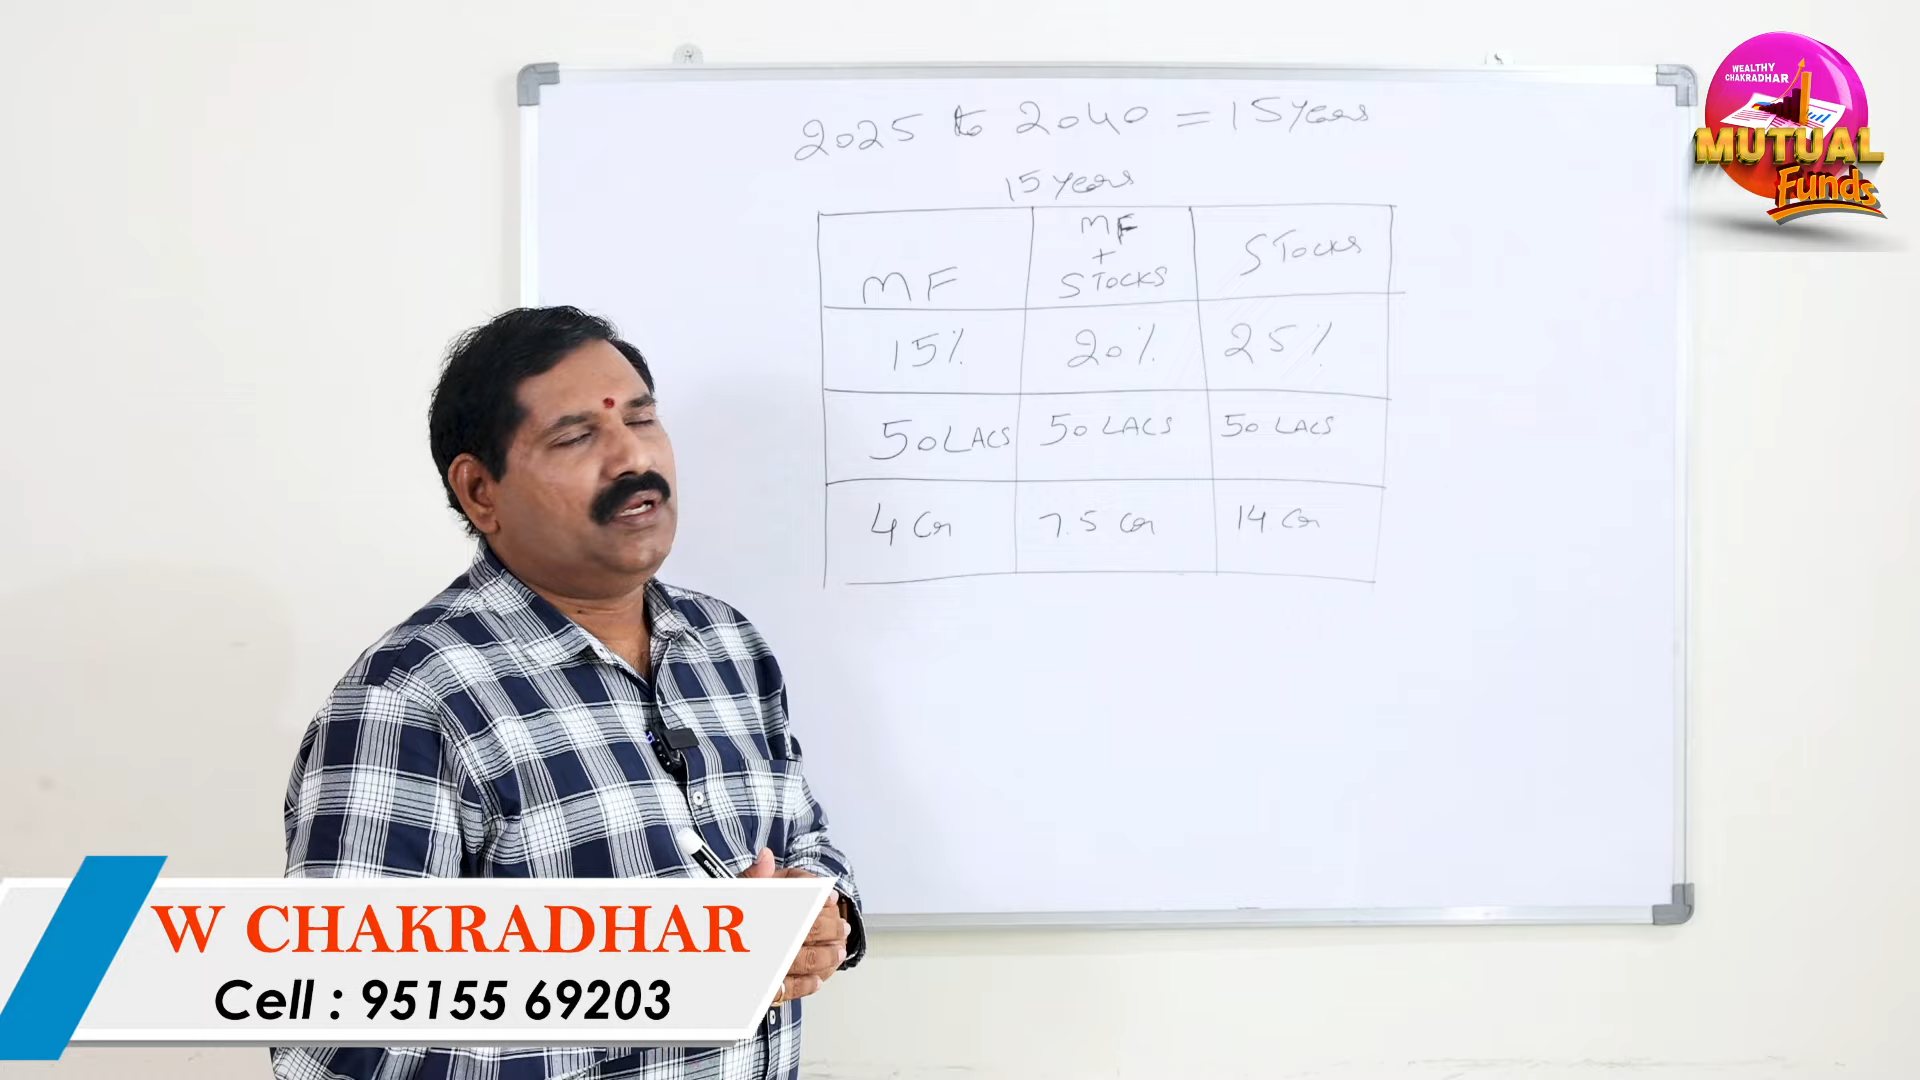 2025 to 2040 = 15 years
15 years
MF
MF + STOCKS
STOCKS
15%
20%
25%
50 LACS
50 LACS
50 LACS
4 Cr
7.5 Cr
14 Cr
WEALTHY
CHAKRADHAR
MUTUAL
Funds
W CHAKRADHAR
Cell : 95155 69203